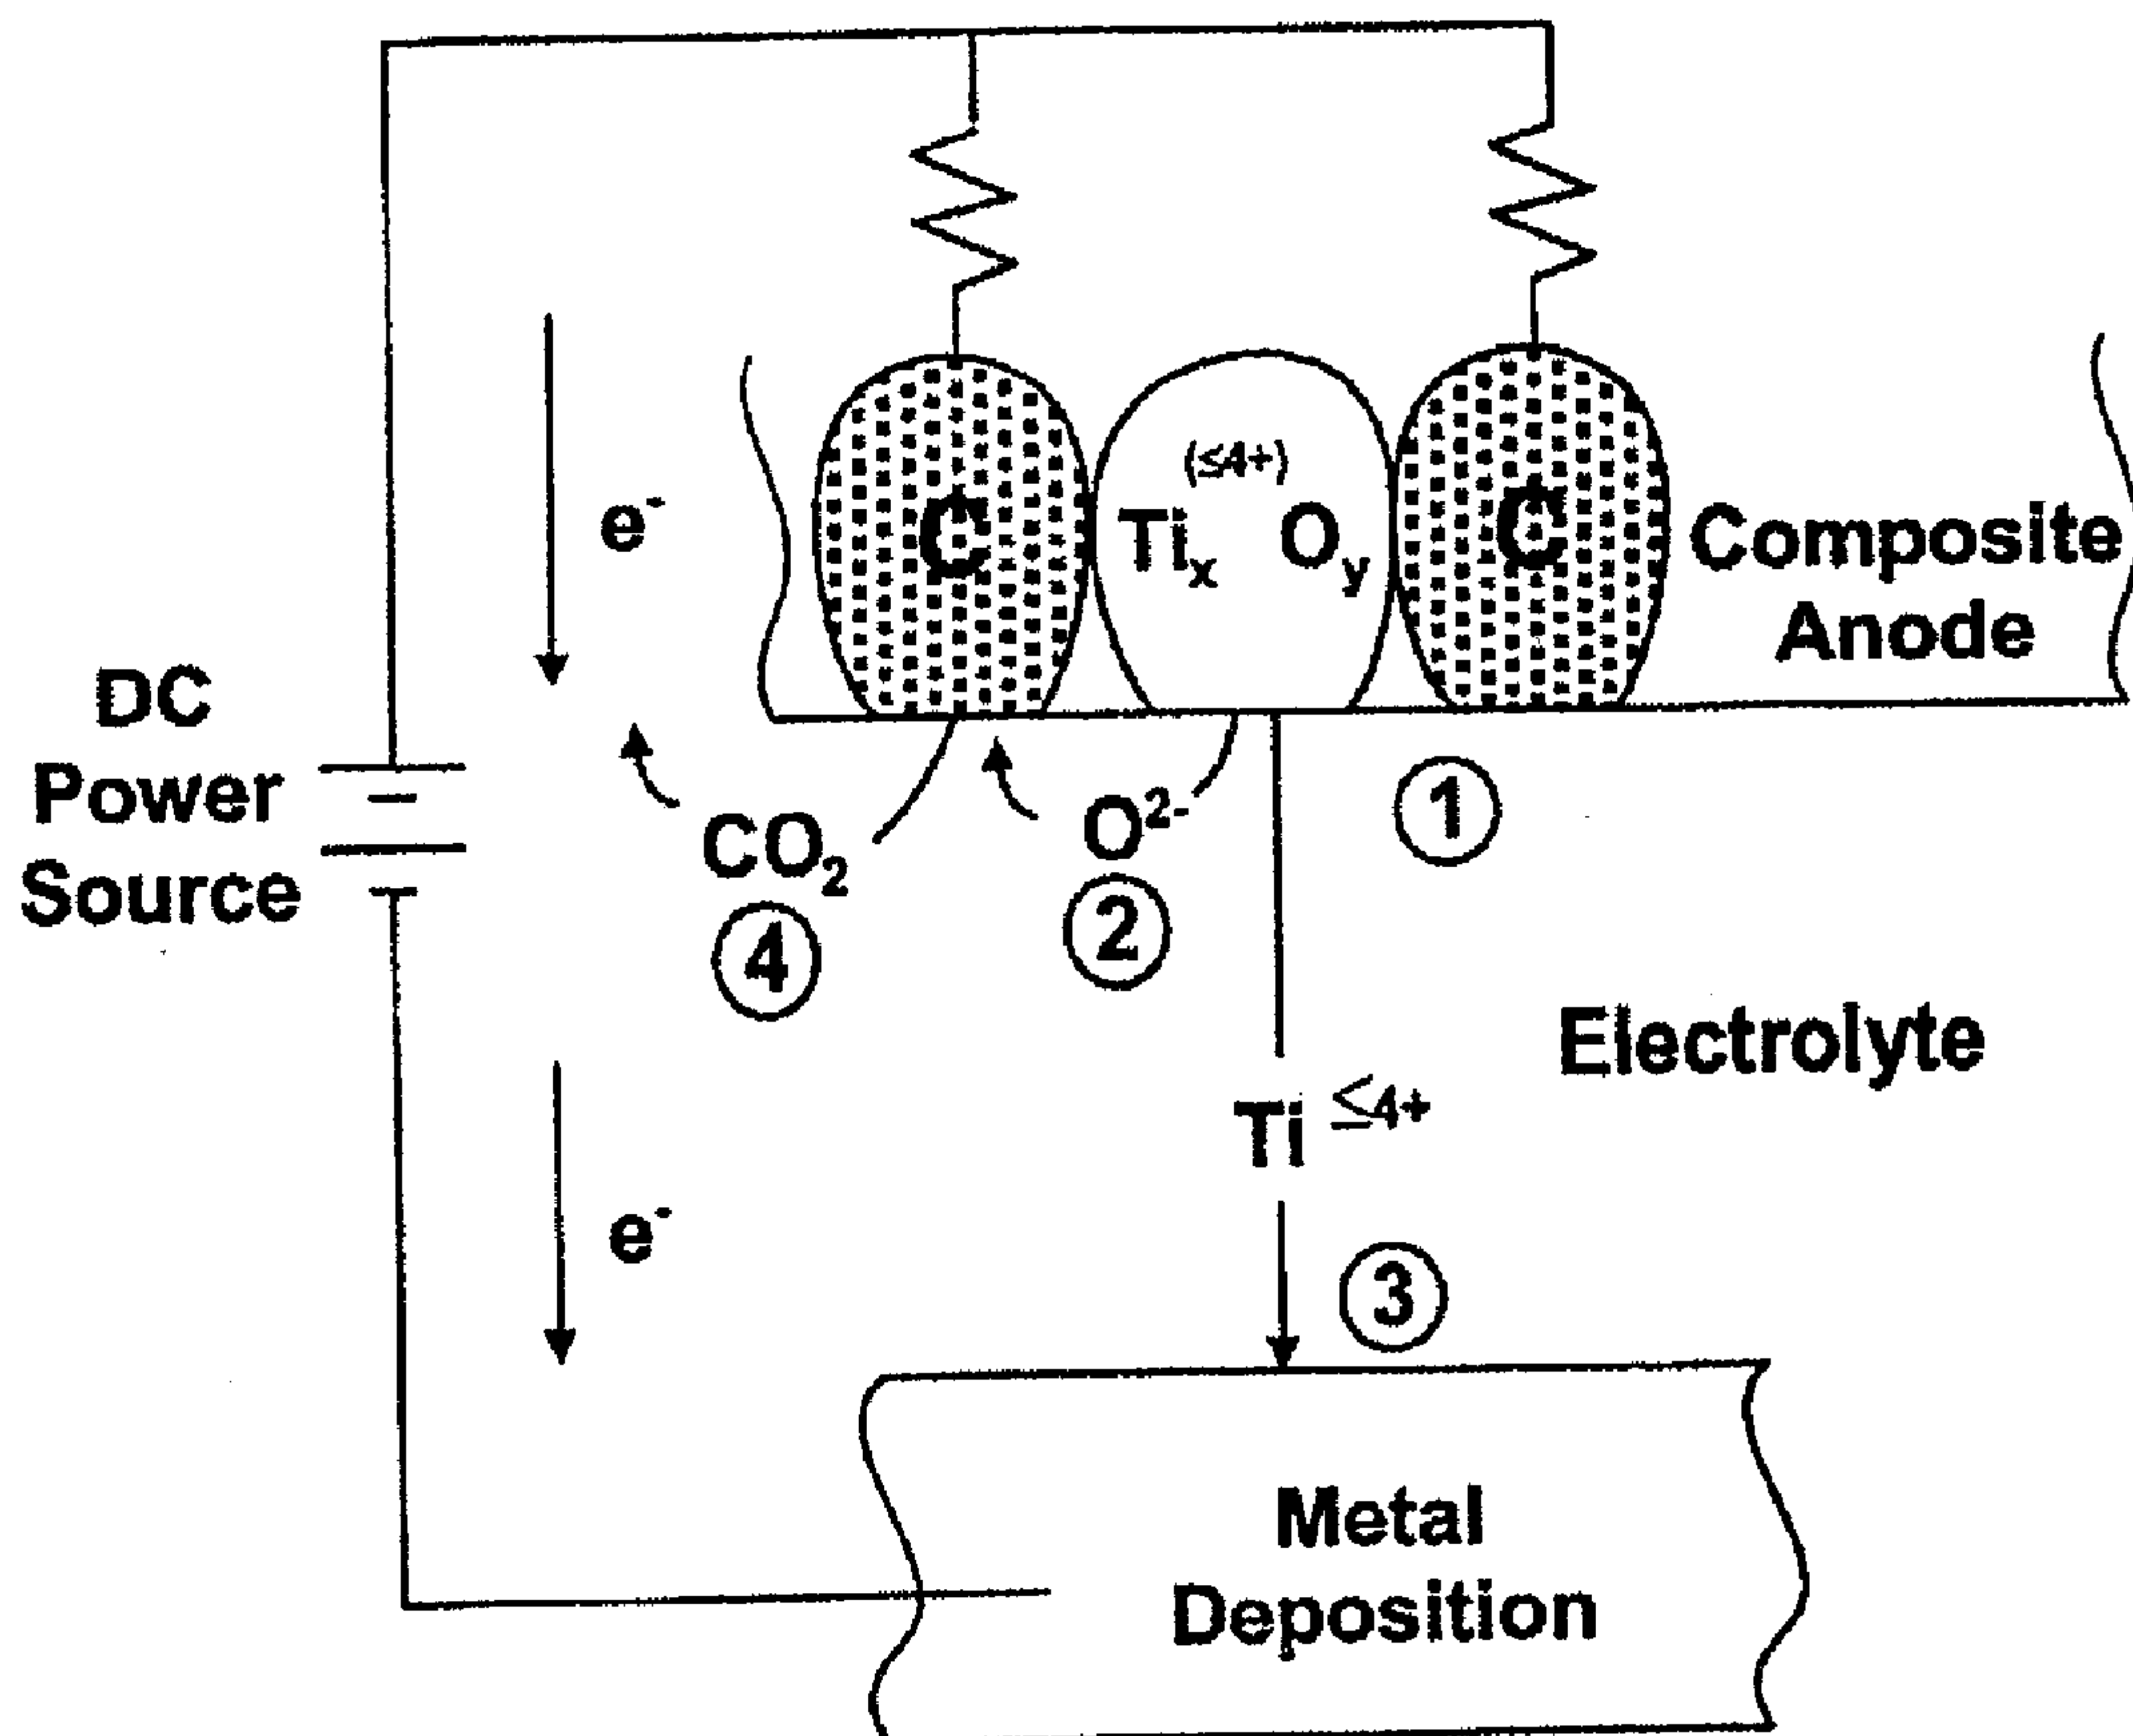 C
(≤4+)
Tiₓ Oᵧ
C
Composite
Anode
e⁻
DC
Power
Source
CO₂
④
O²⁻
②
①
Electrolyte
Ti ≤4+
e⁻
③
Metal
Deposition